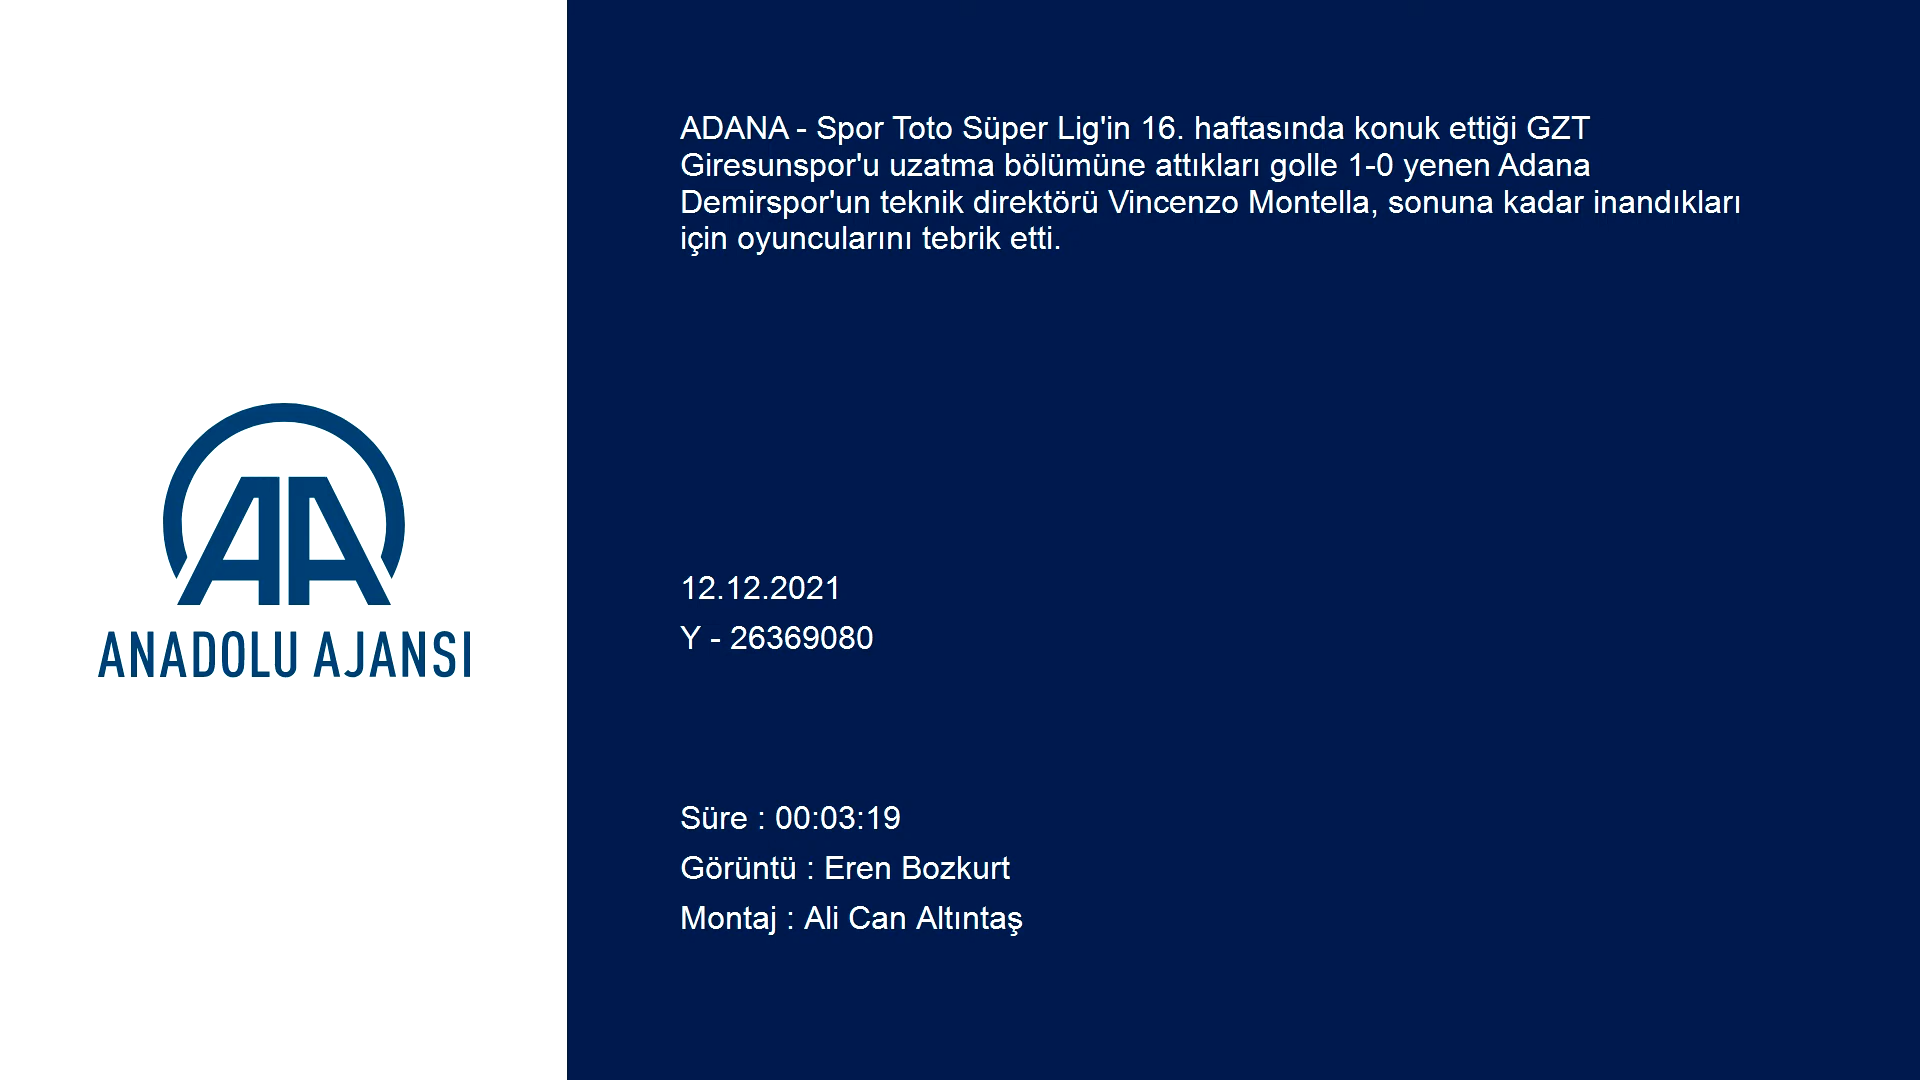 ADANA - Spor Toto Süper Lig'in 16. haftasında konuk ettiği GZT
Giresunspor'u uzatma bölümüne attıkları golle 1-0 yenen Adana
Demirspor'un teknik direktörü Vincenzo Montella, sonuna kadar inandıkları
için oyuncularını tebrik etti.
AA
ANADOLU AJANSI
12.12.2021
Y - 26369080
Süre : 00:03:19
Görüntü : Eren Bozkurt
Montaj : Ali Can Altıntaş